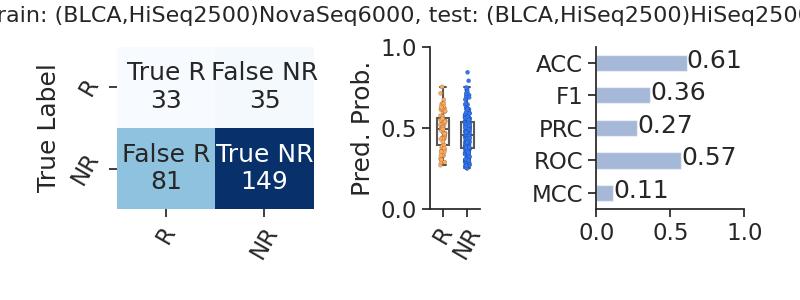 rain: (BLCA,HiSeq2500)NovaSeq6000, test: (BLCA,HiSeq2500)HiSeq250
True Label
R
NR
True R
33
False NR
35
False R
81
True NR
149
R
NR
Pred. Prob.
1.0
0.5
0.0
R
NR
ACC
F1
PRC
ROC
MCC
0.61
0.36
0.27
0.57
0.11
0.0
0.5
1.0